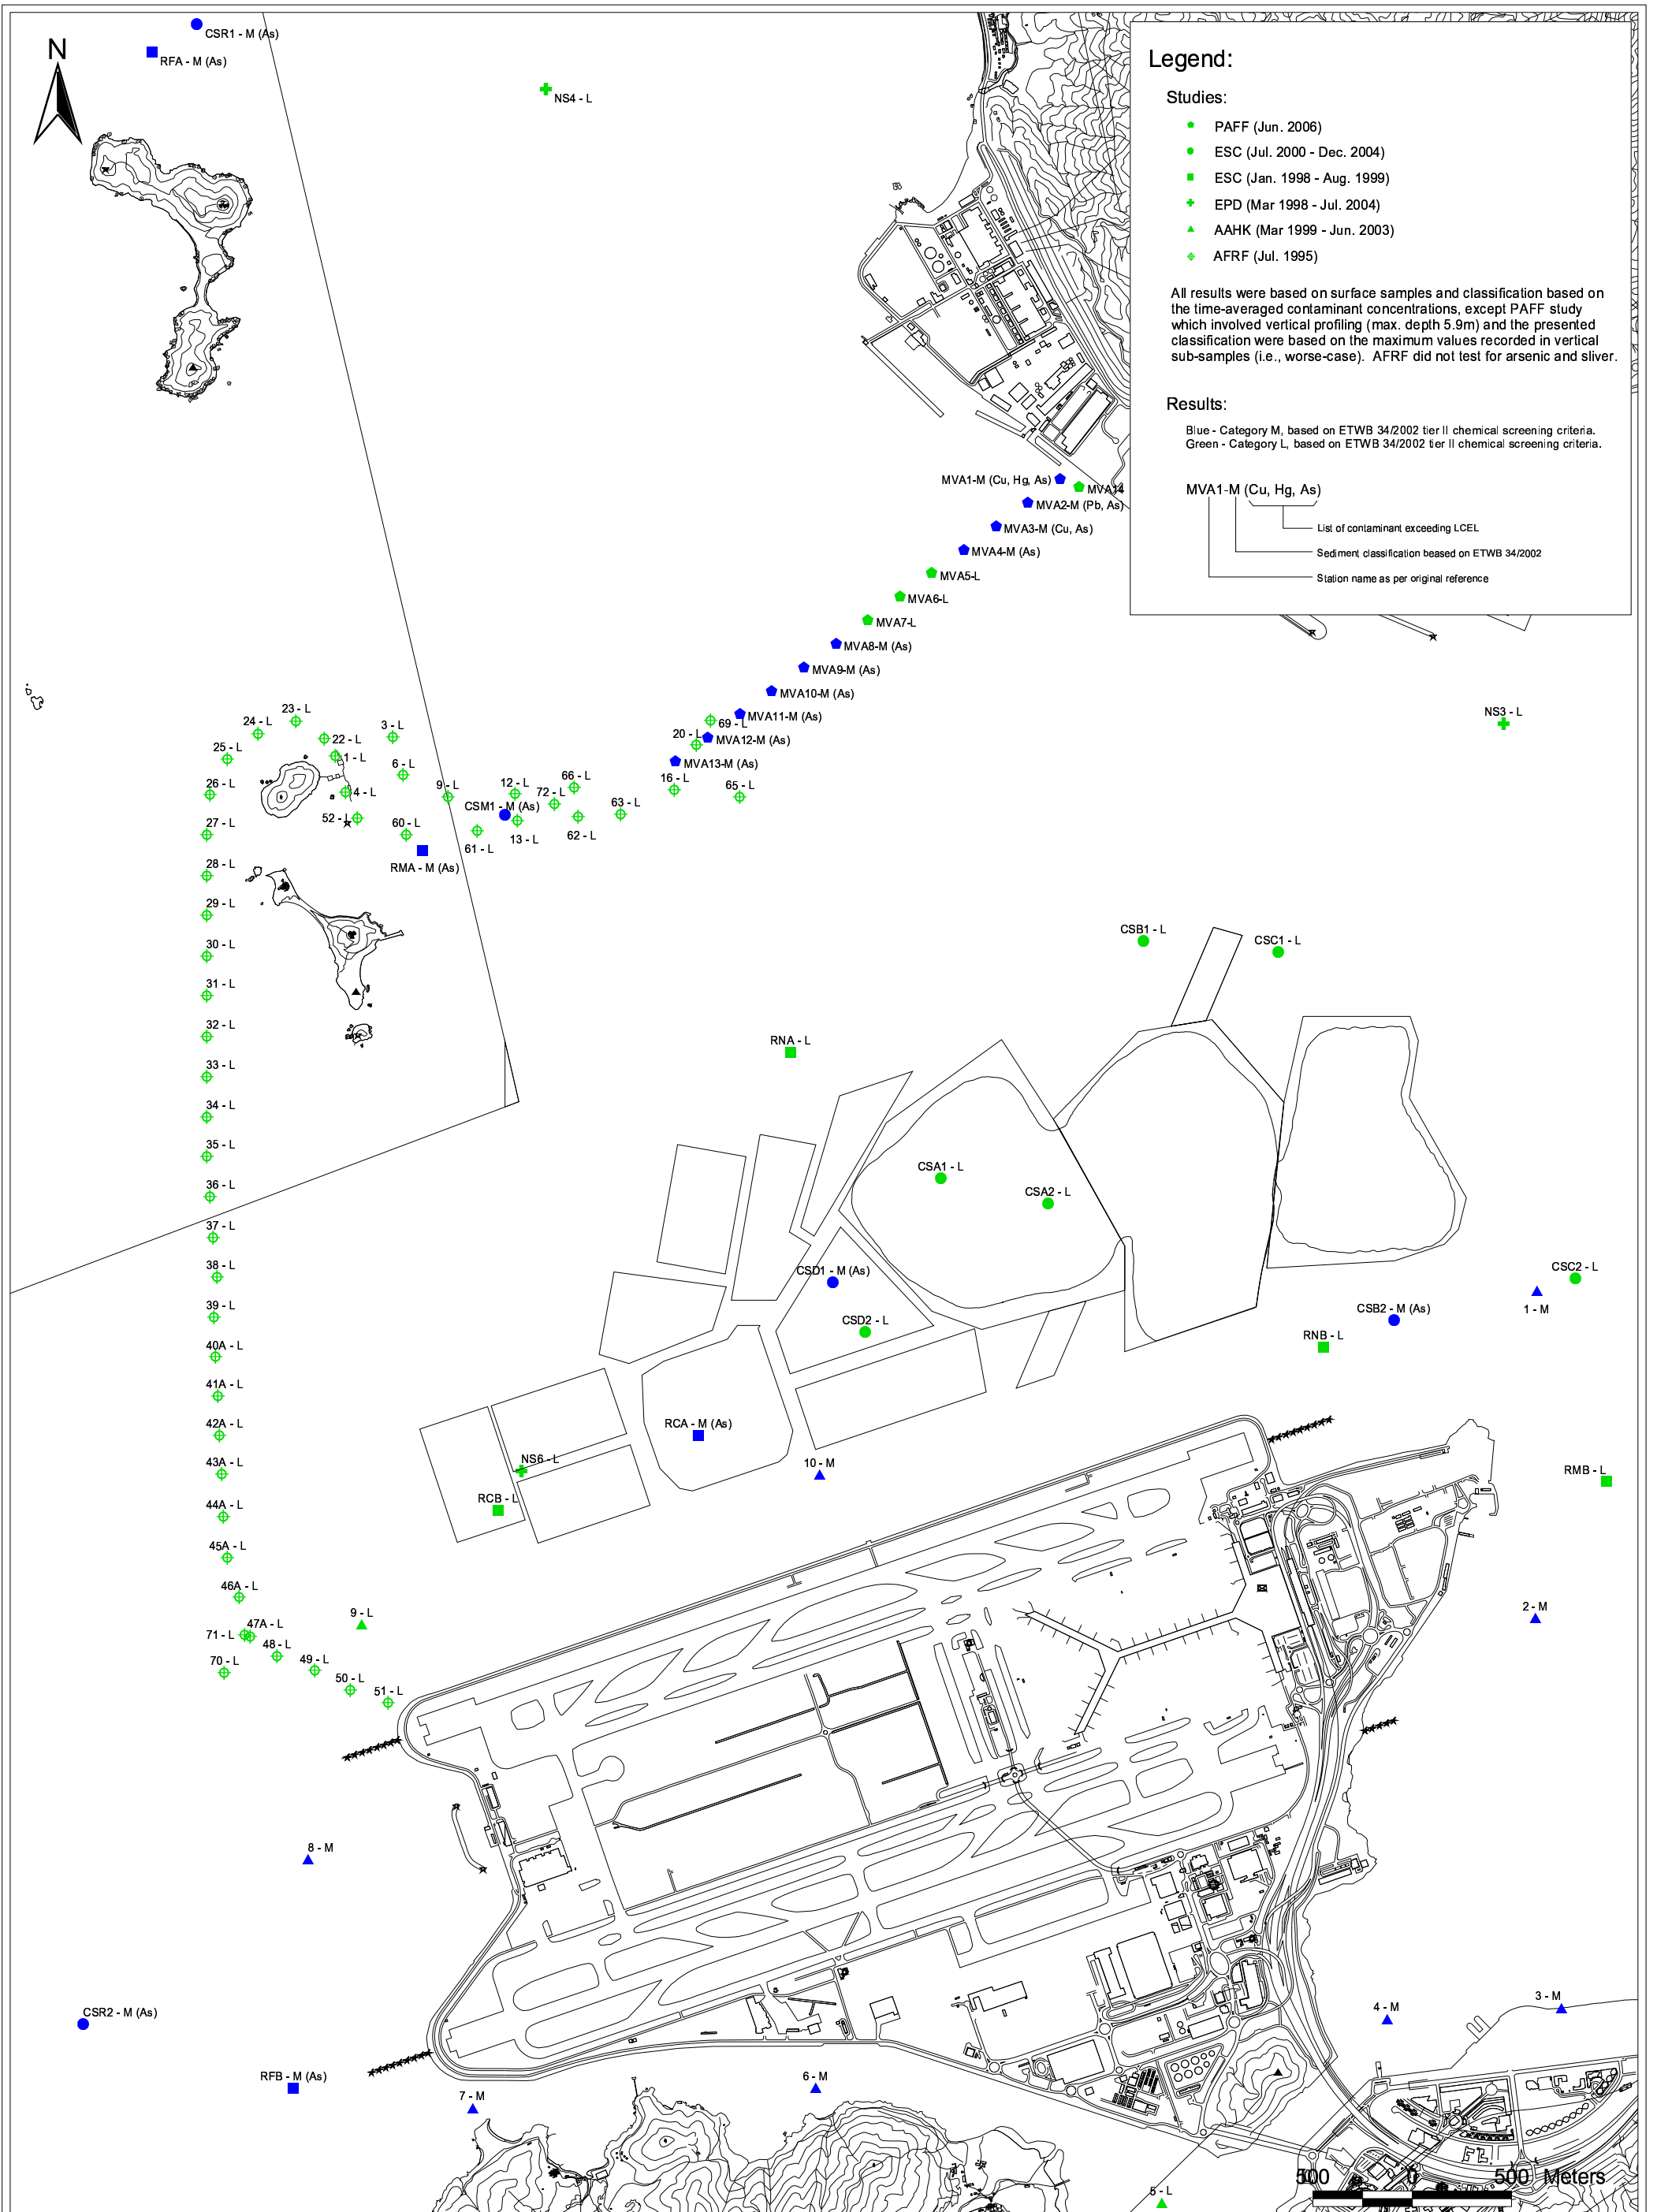 N
CSR1 - M (As)
RFA - M (As)
NS4 - L
Legend:
Studies:
PAFF (Jun. 2006)
ESC (Jul. 2000 - Dec. 2004)
ESC (Jan. 1998 - Aug. 1999)
EPD (Mar 1998 - Jul. 2004)
AAHK (Mar 1999 - Jun. 2003)
AFRF (Jul. 1995)
All results were based on surface samples and classification based on
the time-averaged contaminant concentrations, except PAFF study
which involved vertical profiling (max. depth 5.9m) and the presented
classification were based on the maximum values recorded in vertical
sub-samples (i.e., worse-case). AFRF did not test for arsenic and sliver.
Results:
Blue - Category M, based on ETWB 34/2002 tier II chemical screening criteria.
Green - Category L, based on ETWB 34/2002 tier II chemical screening criteria.
MVA1-M (Cu, Hg, As)
List of contaminant exceeding LCEL
Sediment classification beased on ETWB 34/2002
Station name as per original reference
MVA1-M (Cu, Hg, As)
MVA14
MVA2-M (Pb, As)
MVA3-M (Cu, As)
MVA4-M (As)
MVA5-L
MVA6-L
MVA7-L
MVA8-M (As)
MVA9-M (As)
MVA10-M (As)
MVA11-M (As)
69 - L
20 - L
MVA12-M (As)
MVA13-M (As)
NS3 - L
23 - L
24 - L
22 - L
3 - L
25 - L
1 - L
6 - L
26 - L
4 - L
9 - L
12 - L
66 - L
72 - L
16 - L
65 - L
63 - L
CSM1 - M (As)
52 - L
60 - L
27 - L
61 - L
13 - L
62 - L
RMA - M (As)
28 - L
29 - L
30 - L
31 - L
32 - L
33 - L
34 - L
35 - L
36 - L
37 - L
38 - L
39 - L
40A - L
41A - L
42A - L
43A - L
44A - L
45A - L
46A - L
47A - L
71 - L
48 - L
70 - L
49 - L
50 - L
51 - L
CSB1 - L
CSC1 - L
RNA - L
CSA1 - L
CSA2 - L
CSD1 - M (As)
CSD2 - L
CSC2 - L
1 - M
CSB2 - M (As)
RNB - L
RCA - M (As)
NS6 - L
RCB - L
10 - M
RMB - L
9 - L
2 - M
8 - M
CSR2 - M (As)
RFB - M (As)
7 - M
6 - M
4 - M
3 - M
5 - L
500 0 500 Meters